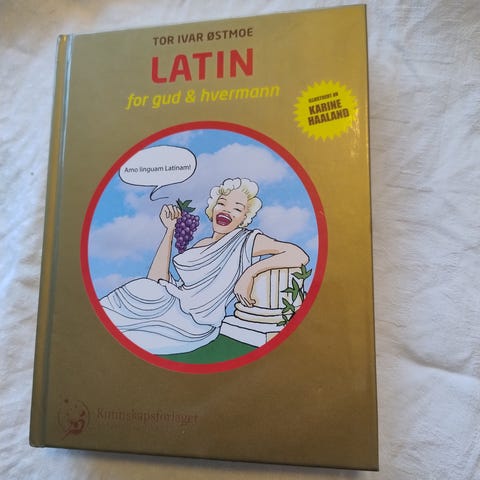 TOR IVAR ØSTMOE
LATIN
for gud & hvermann
ILLUSTRERT AV
KARINE
HAALAND
Amo linguam Latinam!
Kunnskapsforlaget